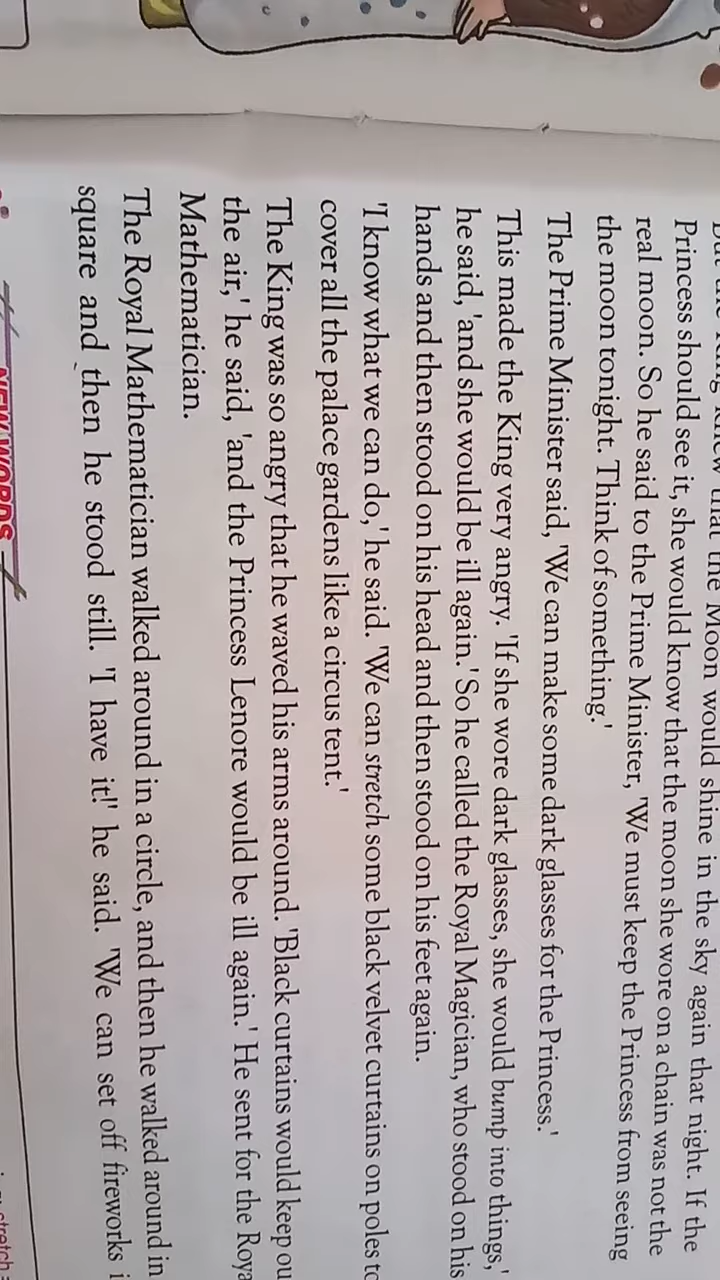 that the Moon would shine in the sky again that night. If the
Princess should see it, she would know that the moon she wore on a chain was not the
real moon. So he said to the Prime Minister, 'We must keep the Princess from seeing
the moon tonight. Think of something.'
The Prime Minister said, 'We can make some dark glasses for the Princess.'
This made the King very angry. 'If she wore dark glasses, she would bump into things,'
he said, 'and she would be ill again.' So he called the Royal Magician, who stood on his
hands and then stood on his head and then stood on his feet again.
'I know what we can do,' he said. 'We can stretch some black velvet curtains on poles to
cover all the palace gardens like a circus tent.'
The King was so angry that he waved his arms around. 'Black curtains would keep ou
the air,' he said, 'and the Princess Lenore would be ill again.' He sent for the Roya
Mathematician.
The Royal Mathematician walked around in a circle, and then he walked around in
square and then he stood still. 'I have it!' he said. 'We can set off fireworks i
NEW WORDS
stretch